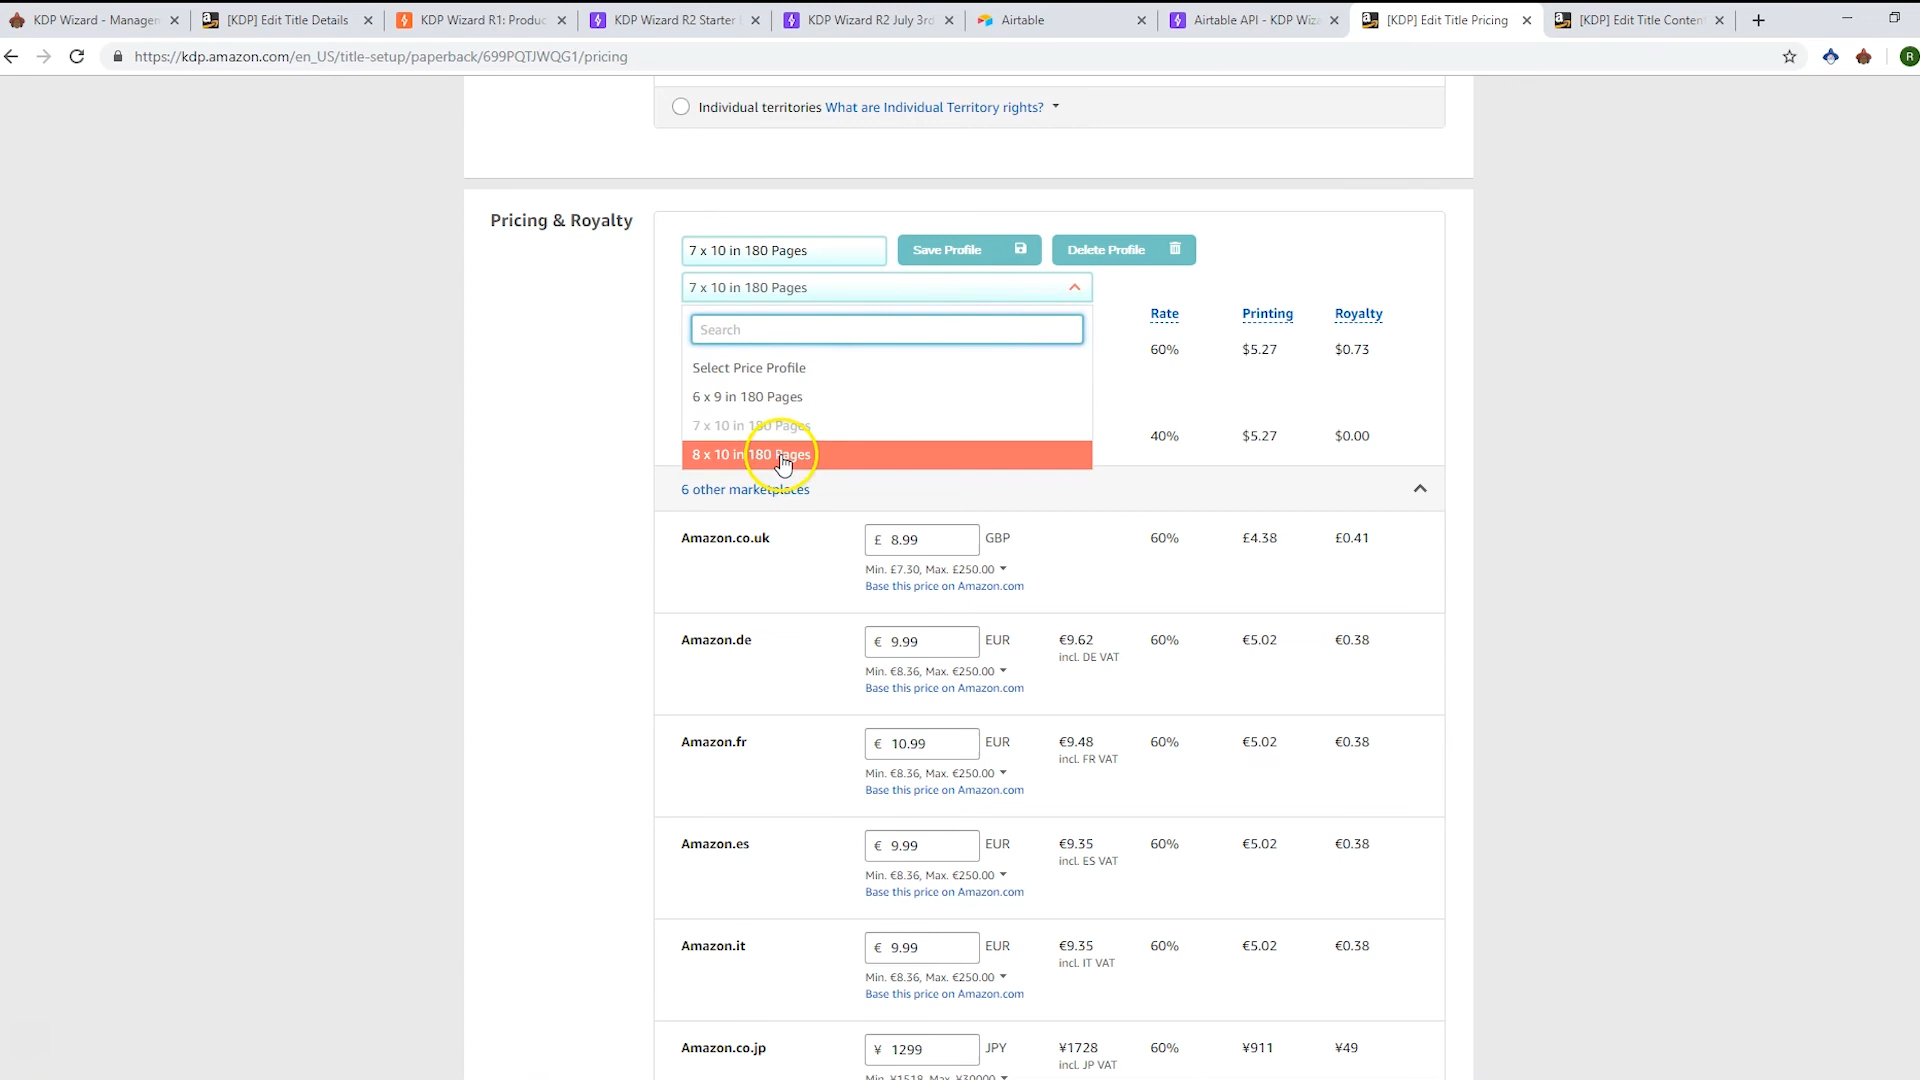 KDP Wizard - Managen
[KDP] Edit Title Details
KDP Wizard R1: Produc
KDP Wizard R2 Starter
KDP Wizard R2 July 3rd
Airtable
Airtable API - KDP Wiza
[KDP] Edit Title Pricing
[KDP] Edit Title Conten
https://kdp.amazon.com/en_US/title-setup/paperback/699PQTJWQG1/pricing
R
Individual territories What are Individual Territory rights?
Pricing & Royalty
7 x 10 in 180 Pages
Save Profile
Delete Profile
7 x 10 in 180 Pages
Rate Printing Royalty
Search
60% $5.27 $0.73
Select Price Profile
6 x 9 in 180 Pages
7 x 10 in 180 Pages
40% $5.27 $0.00
8 x 10 in 180 Pages
6 other marketplaces
Amazon.co.uk £ 8.99 GBP 60% £4.38 £0.41
Min. £7.30, Max. £250.00
Base this price on Amazon.com
Amazon.de € 9.99 EUR €9.62 60% €5.02 €0.38
incl. DE VAT
Min. €8.36, Max. €250.00
Base this price on Amazon.com
Amazon.fr € 10.99 EUR €9.48 60% €5.02 €0.38
incl. FR VAT
Min. €8.36, Max. €250.00
Base this price on Amazon.com
Amazon.es € 9.99 EUR €9.35 60% €5.02 €0.38
incl. ES VAT
Min. €8.36, Max. €250.00
Base this price on Amazon.com
Amazon.it € 9.99 EUR €9.35 60% €5.02 €0.38
incl. IT VAT
Min. €8.36, Max. €250.00
Base this price on Amazon.com
Amazon.co.jp ¥ 1299 JPY ¥1728 60% ¥911 ¥49
incl. JP VAT
Min. ¥1518, Max. ¥30000